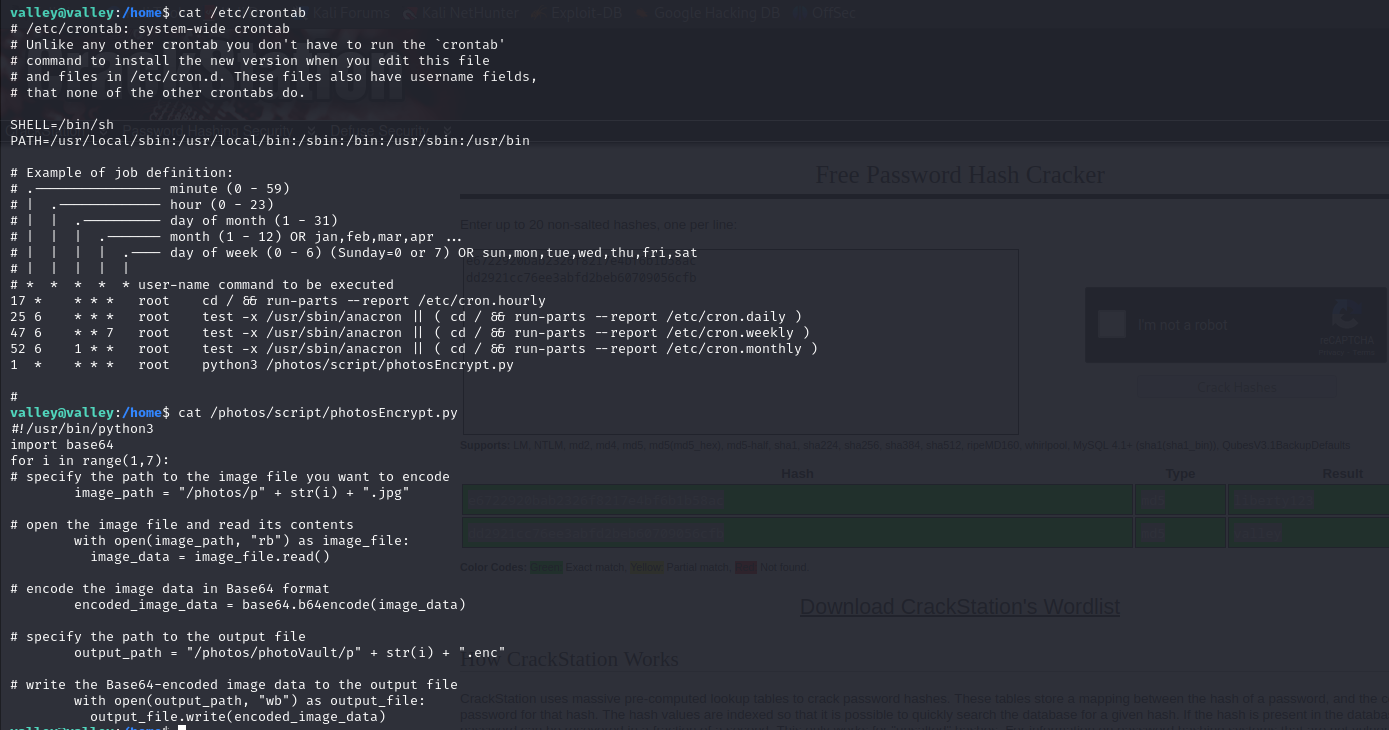 valley@valley:/home$ cat /etc/crontab
Kali Forums Kali NetHunter Exploit-DB Google Hacking DB OffSec
# /etc/crontab: system-wide crontab
# Unlike any other crontab you don't have to run the `crontab'
# command to install the new version when you edit this file
# and files in /etc/cron.d. These files also have username fields,
# that none of the other crontabs do.
SHELL=/bin/sh
Password Hashing Security Defuse Security
PATH=/usr/local/sbin:/usr/local/bin:/sbin:/bin:/usr/sbin:/usr/bin
# Example of job definition:
# .---------------- minute (0 - 59)
# | .------------- hour (0 - 23)
# | | .---------- day of month (1 - 31)
# | | | .------- month (1 - 12) OR jan,feb,mar,apr ...
# | | | | .---- day of week (0 - 6) (Sunday=0 or 7) OR sun,mon,tue,wed,thu,fri,sat
# | | | | |
# * * * * * user-name command to be executed
17 * * * * root cd / && run-parts --report /etc/cron.hourly
25 6 * * * root test -x /usr/sbin/anacron || ( cd / && run-parts --report /etc/cron.daily )
47 6 * * 7 root test -x /usr/sbin/anacron || ( cd / && run-parts --report /etc/cron.weekly )
52 6 1 * * root test -x /usr/sbin/anacron || ( cd / && run-parts --report /etc/cron.monthly )
1 * * * * root python3 /photos/script/photosEncrypt.py
#
valley@valley:/home$ cat /photos/script/photosEncrypt.py
#!/usr/bin/python3
import base64
for i in range(1,7):
# specify the path to the image file you want to encode
image_path = "/photos/p" + str(i) + ".jpg"
# open the image file and read its contents
with open(image_path, "rb") as image_file:
image_data = image_file.read()
# encode the image data in Base64 format
encoded_image_data = base64.b64encode(image_data)
# specify the path to the output file
output_path = "/photos/photoVault/p" + str(i) + ".enc"
# write the Base64-encoded image data to the output file
with open(output_path, "wb") as output_file:
output_file.write(encoded_image_data)
Free Password Hash Cracker
Enter up to 20 non-salted hashes, one per line:
dd2921cc76ee3abfd2beb60709056cfb
I'm not a robot
reCAPTCHA
Crack Hashes
Supports: LM, NTLM, md2, md4, md5, md5(md5_hex), md5-half, sha1, sha224, sha256, sha384, sha512, ripeMD160, whirlpool, MySQL 4.1+ (sha1(sha1_bin)), QubesV3.1BackupDefaults
Hash Type Result
Color Codes: Green: Exact match, Yellow: Partial match, Red: Not found.
Download CrackStation's Wordlist
How CrackStation Works
CrackStation uses massive pre-computed lookup tables to crack password hashes. These tables store a mapping between the hash of a password, and the
password for that hash. The hash values are indexed so that it is possible to quickly search the database for a given hash. If the hash is present in the